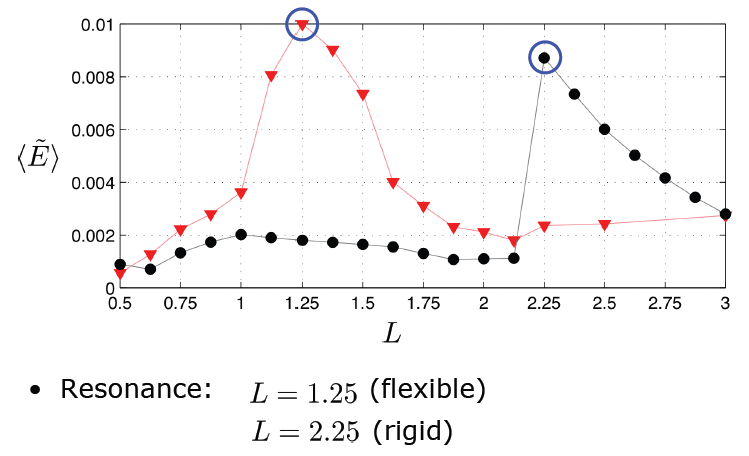 0.01
0.008
0.006
0.004
0.002
0
⟨Ẽ⟩
0.5 0.75 1 1.25 1.5 1.75 2 2.25 2.5 2.75 3
L
• Resonance: L = 1.25 (flexible)
L = 2.25 (rigid)